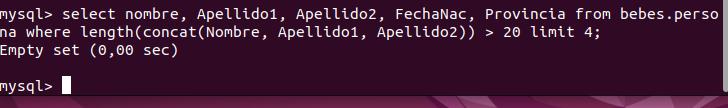 mysql> select nombre, Apellido1, Apellido2, FechaNac, Provincia from bebes.perso
na where length(concat(Nombre, Apellido1, Apellido2)) > 20 limit 4;
Empty set (0,00 sec)
mysql>